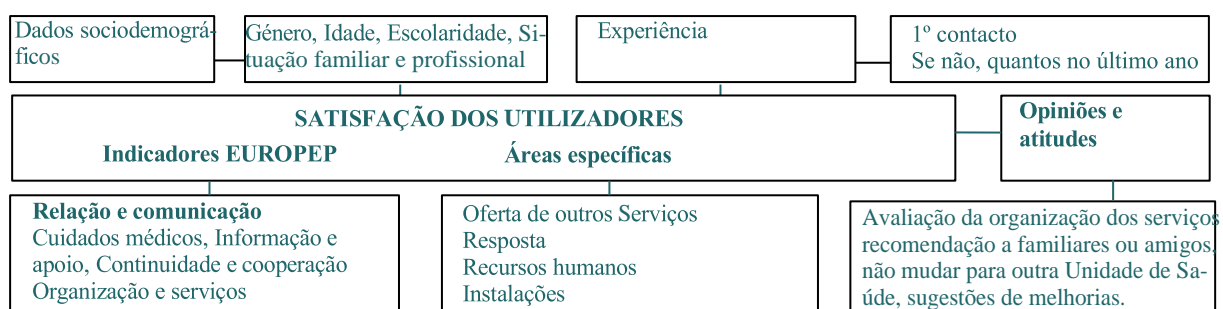 Dados sociodemográ-
ficos
Género, Idade, Escolaridade, Si-
tuação familiar e profissional
Experiência
1º contacto
Se não, quantos no último ano
SATISFAÇÃO DOS UTILIZADORES
Indicadores EUROPEP
Áreas específicas
Opiniões e
atitudes
Relação e comunicação
Cuidados médicos, Informação e
apoio, Continuidade e cooperação
Organização e serviços
Oferta de outros Serviços
Resposta
Recursos humanos
Instalações
Avaliação da organização dos serviços
recomendação a familiares ou amigos,
não mudar para outra Unidade de Sa-
úde, sugestões de melhorias.